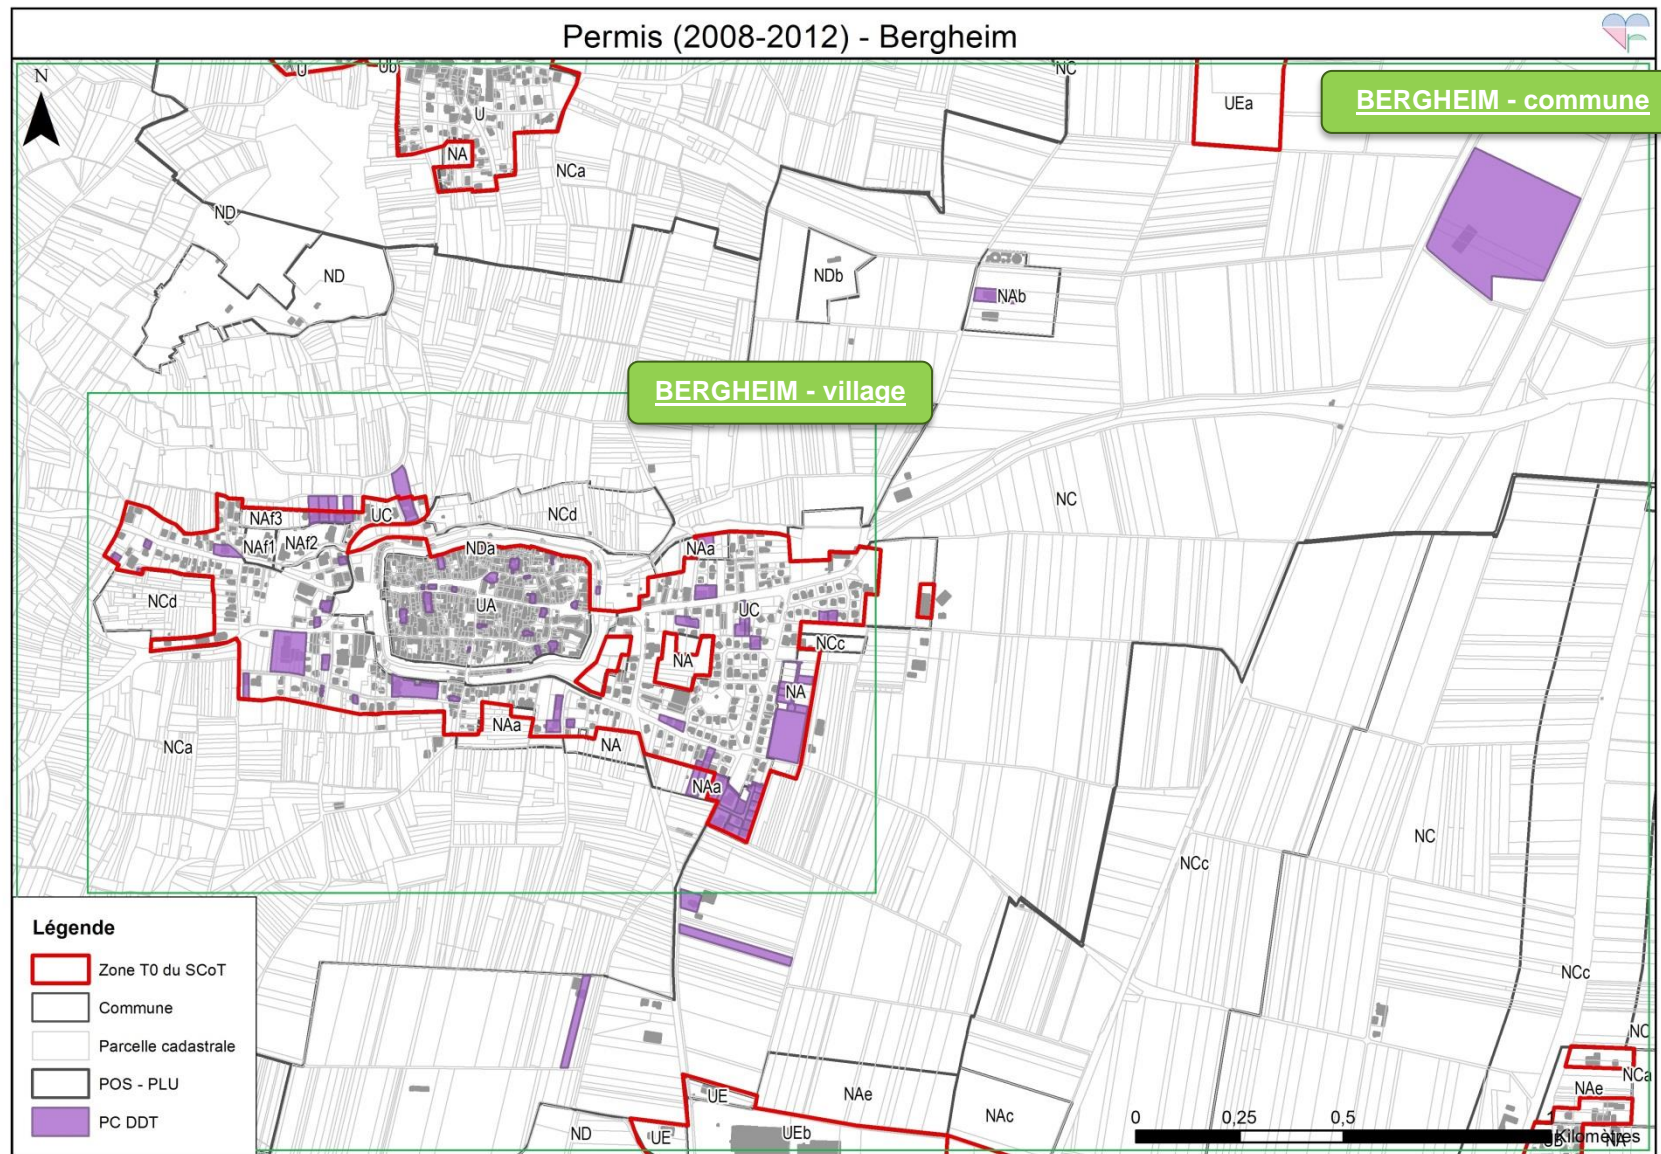 Permis (2008-2012) - Bergheim
N
U
Ub
NC
UEa
BERGHEIM - commune
U
NA
NCa
ND
ND
NDb
NAb
BERGHEIM - village
NC
NCd
NAf3
UC
NAf1
NAf2
NDa
NAa
NCd
UA
UC
NCc
NA
NA
NCa
NAa
NA
NAa
NC
NCc
NCc
NC
NCa
NAe
Légende
Zone T0 du SCoT
Commune
Parcelle cadastrale
POS - PLU
PC DDT
UE
NAe
NAc
ND
UE
UEb
0
0,25
0,5
1
Kilomètres
UB
NA